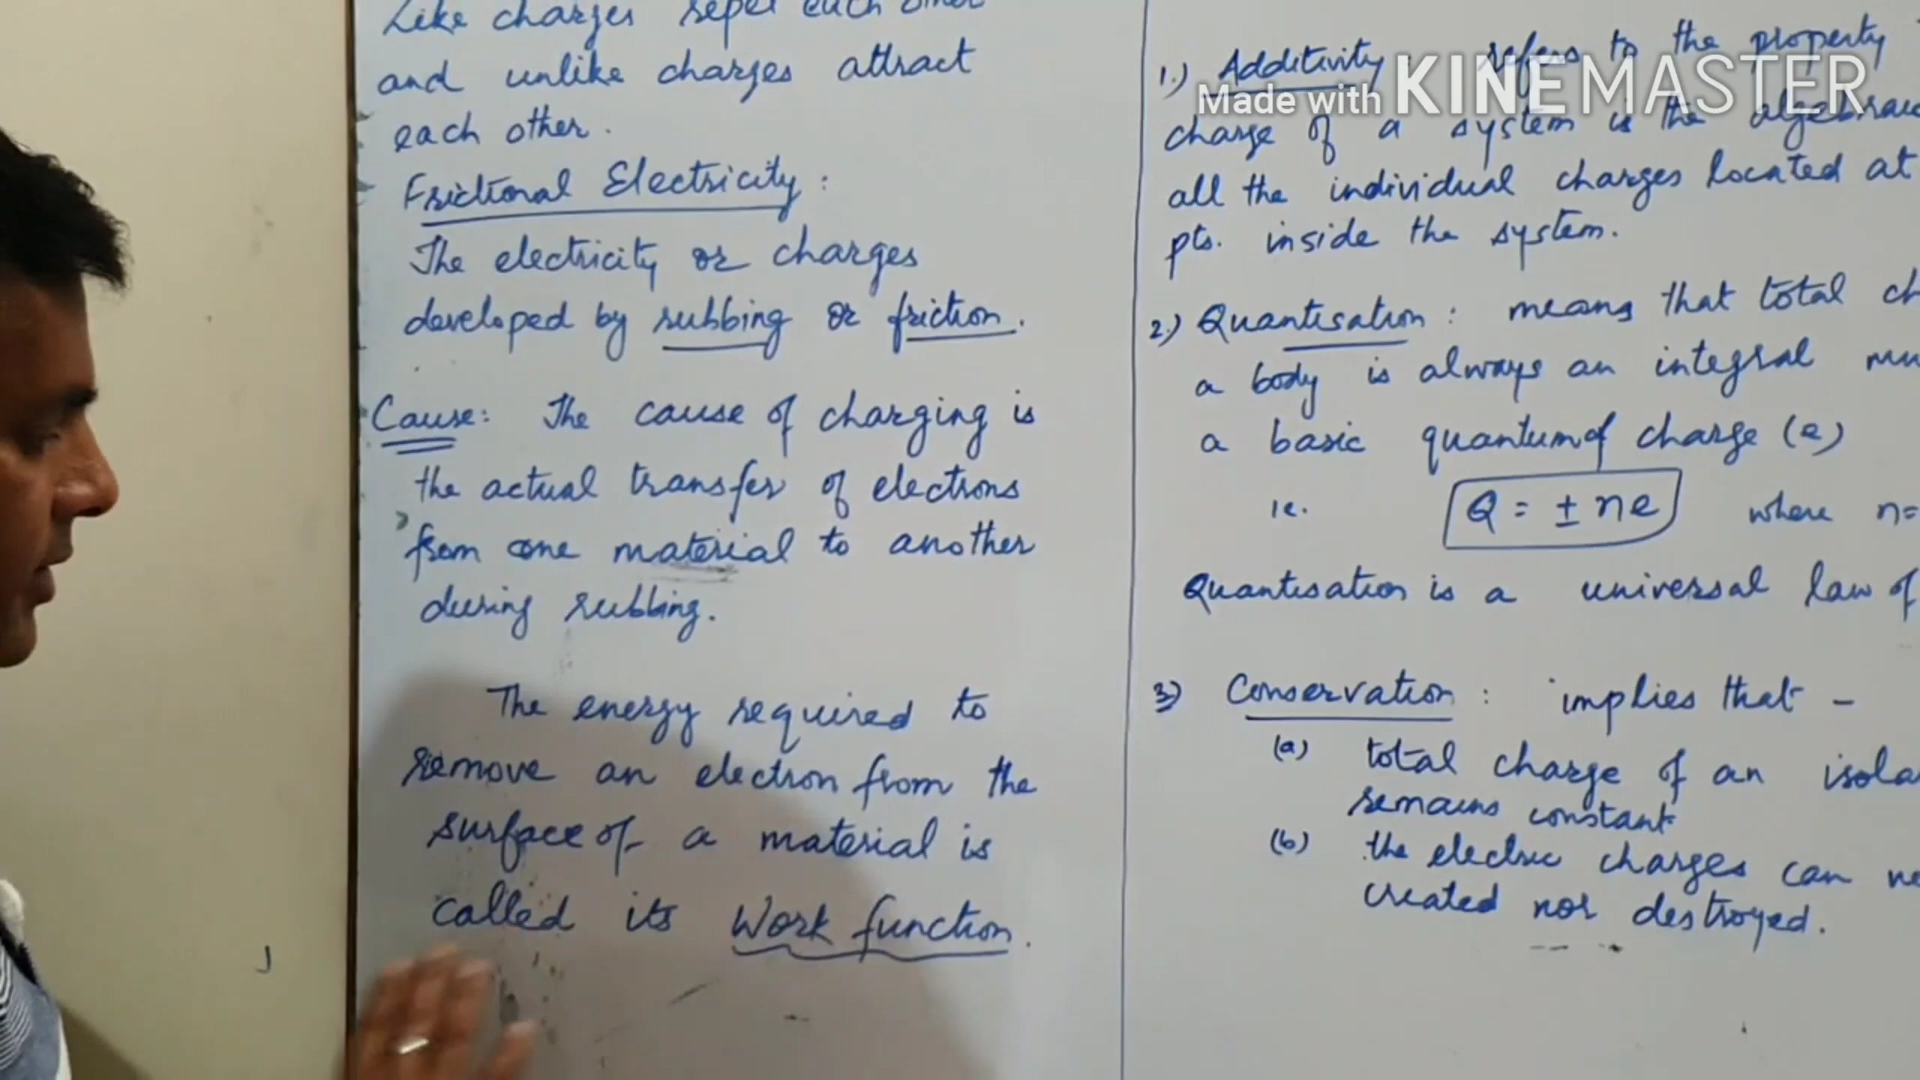 Like charges repel each other
and unlike charges attract
each other.
Frictional Electricity:
The electricity or charges
developed by rubbing or friction.
Cause: The cause of charging is
the actual transfer of electrons
from one material to another
during rubbing.
The energy required to
remove an electron from the
surface of a material is
called its Work function.
1.) Additivity : refers to the property
charge of a system is the algebraic
all the individual charges located at
pts. inside the system.
2.) Quantisation : means that total ch
a body is always an integral mu
a basic quantum of charge (e)
ie. Q = ± ne where n=
Quantisation is a universal law of
3) Conservation : implies that -
(a) total charge of an isola
remains constant
(b) the electric charges can ne
created nor destroyed.
Made with KINEMASTER